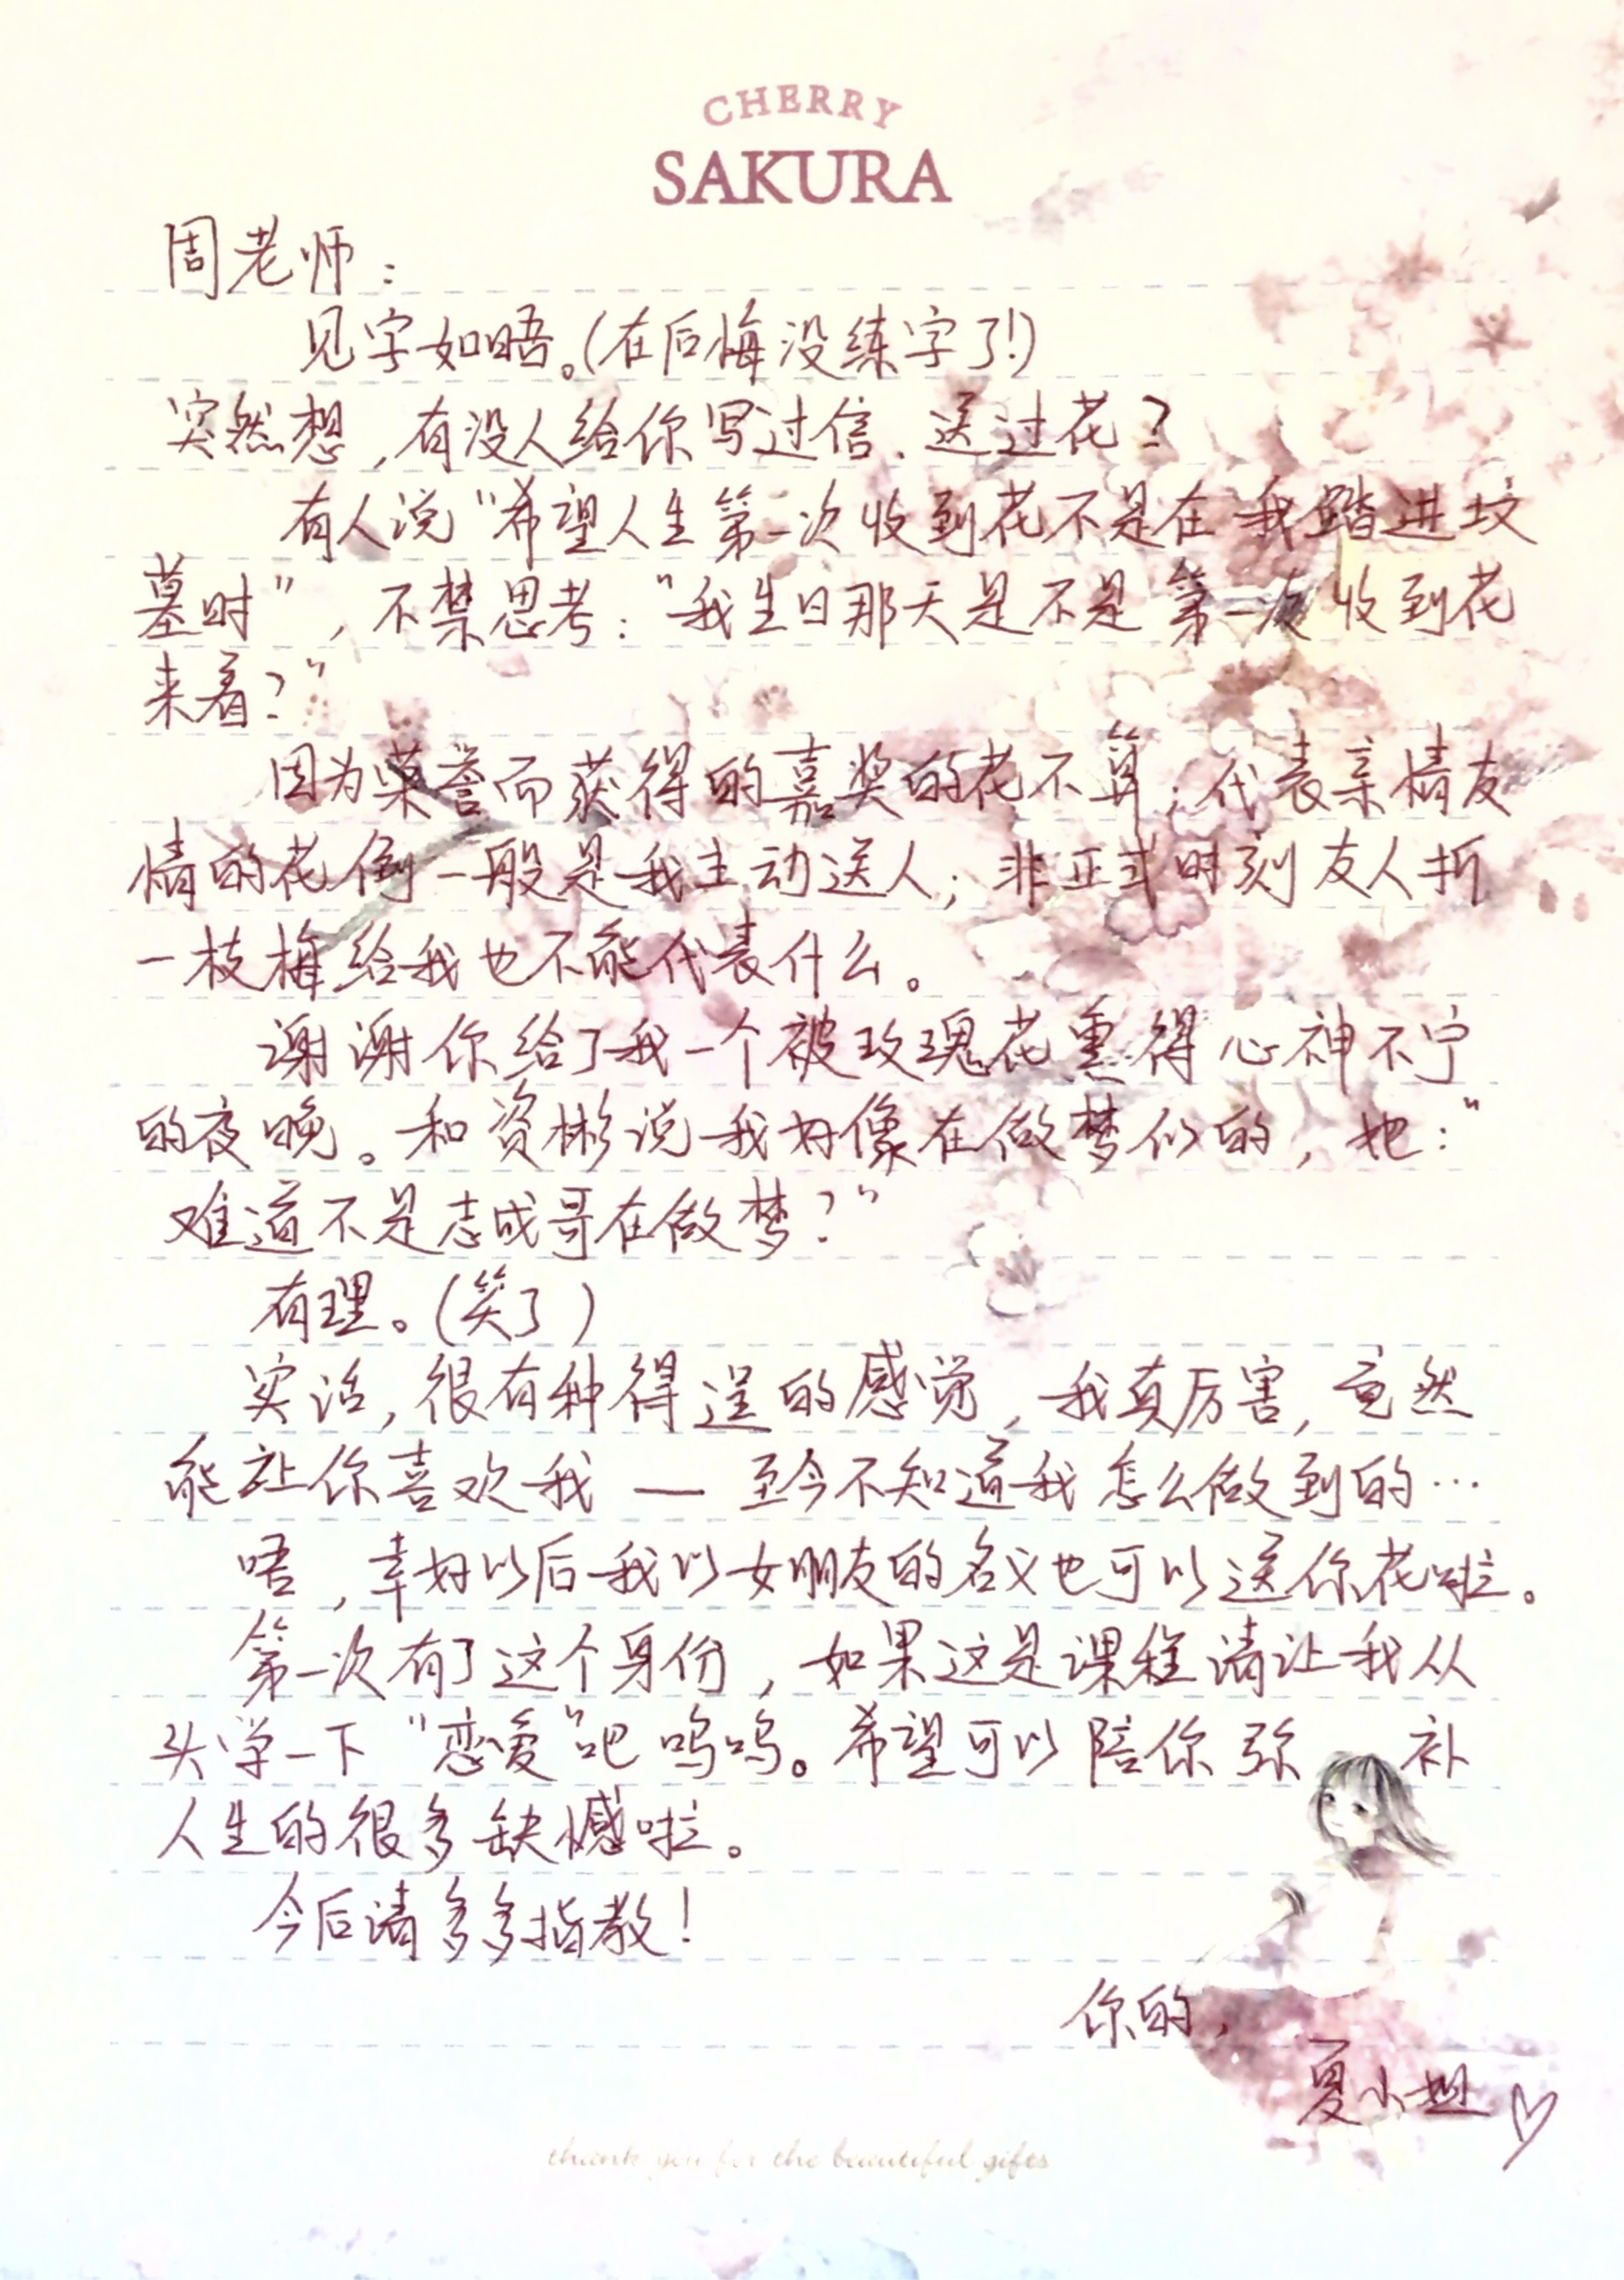 CHERRY
SAKURA
周老师：
见字如晤。(在后悔没练字了!)
突然想，有没人给你写过信、送过花？
有人说“希望人生第一次收到花不是在我踏进坟
墓时”，不禁思考：“我生日那天是不是第一次收到花
来着？”
因为荣誉而获得的嘉奖的花不算；代表亲情友
情的花倒一般是我主动送人；非正式时刻友人折
一枝梅给我也不能代表什么。
谢谢你给了我一个被玫瑰花熏得心神不宁
的夜晚。和资彬说我好像在做梦似的，她：“
难道不是志成哥在做梦？”
有理。(笑了)
实话，很有种得逞的感觉，我真厉害，竟然
能让你喜欢我——至今不知道我怎么做到的…
唔，幸好以后我以女朋友的名义也可以送你花啦。
第一次有了这个身份，如果这是课程请让我从
头学一下“恋爱”吧呜呜。希望可以陪你弥补
人生的很多缺憾啦。
今后请多多指教！
你的，
夏小姐♡
thank you for the beautiful gifts